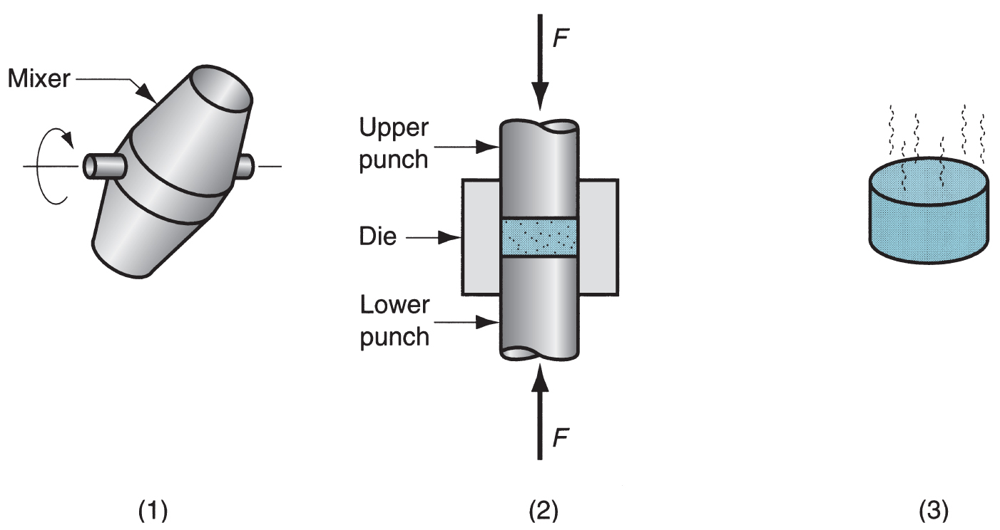 Mixer
F
Upper
punch
Die
Lower
punch
F
(1)
(2)
(3)